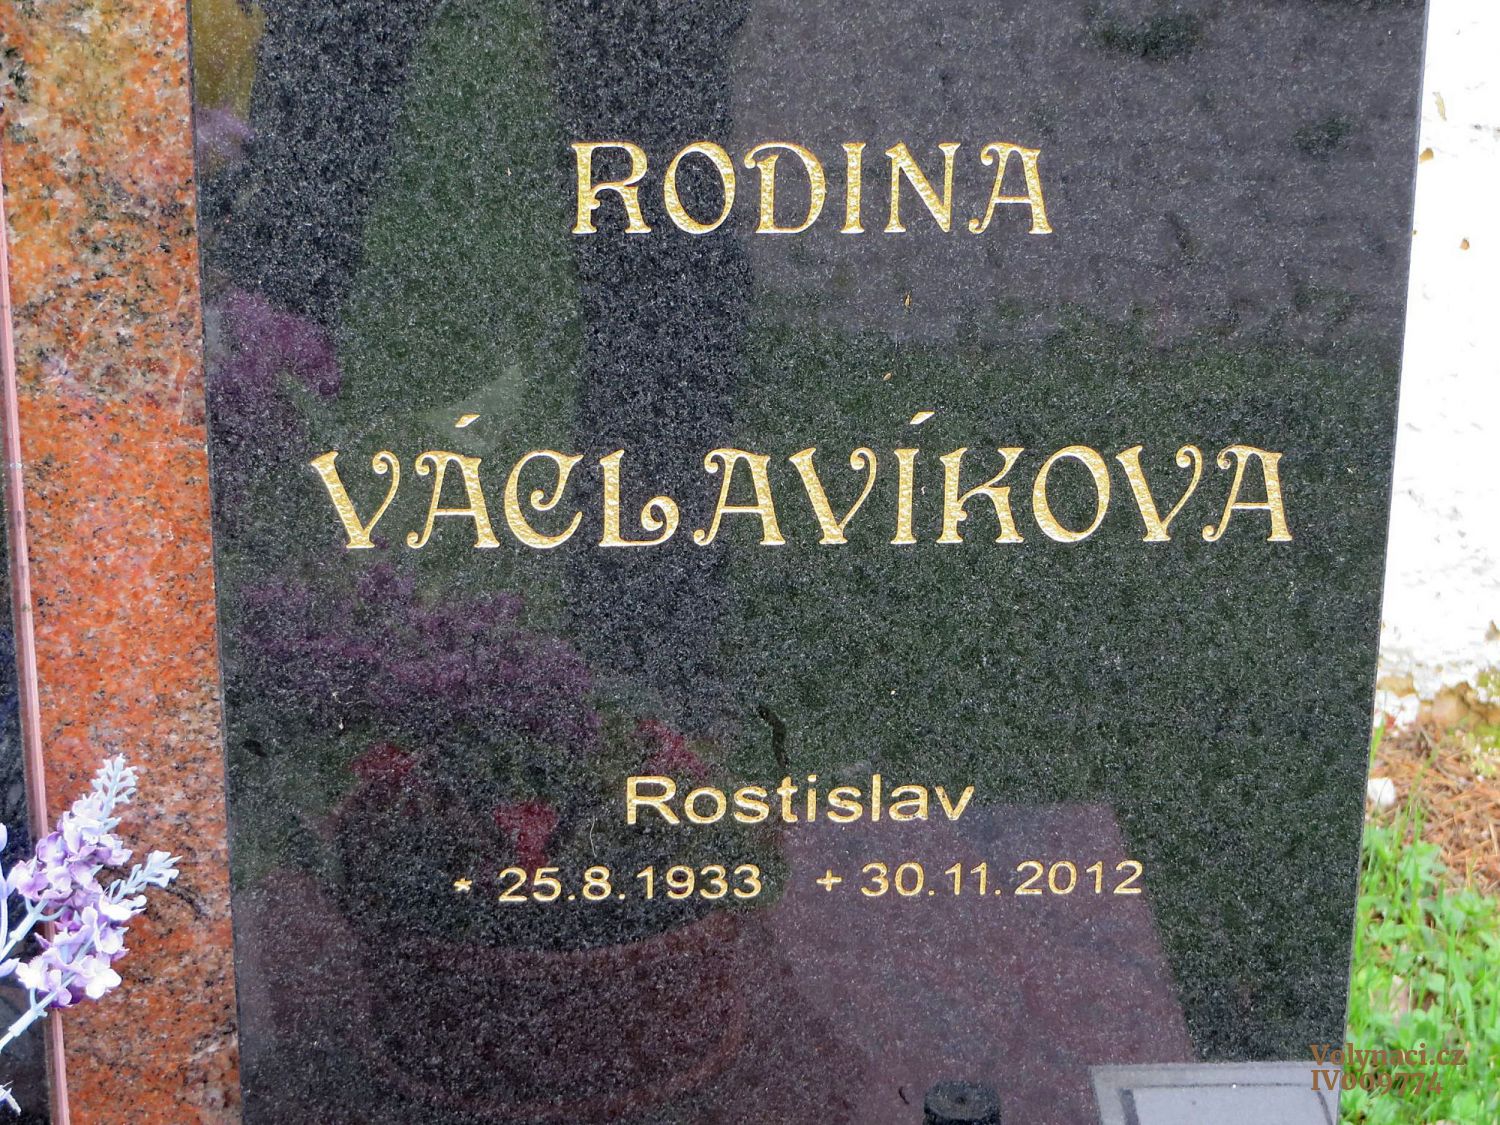 RODINA
VÁCLAVÍKOVA
Rostislav
* 25.8.1933 + 30.11.2012
Volynaci.cz
IV009774